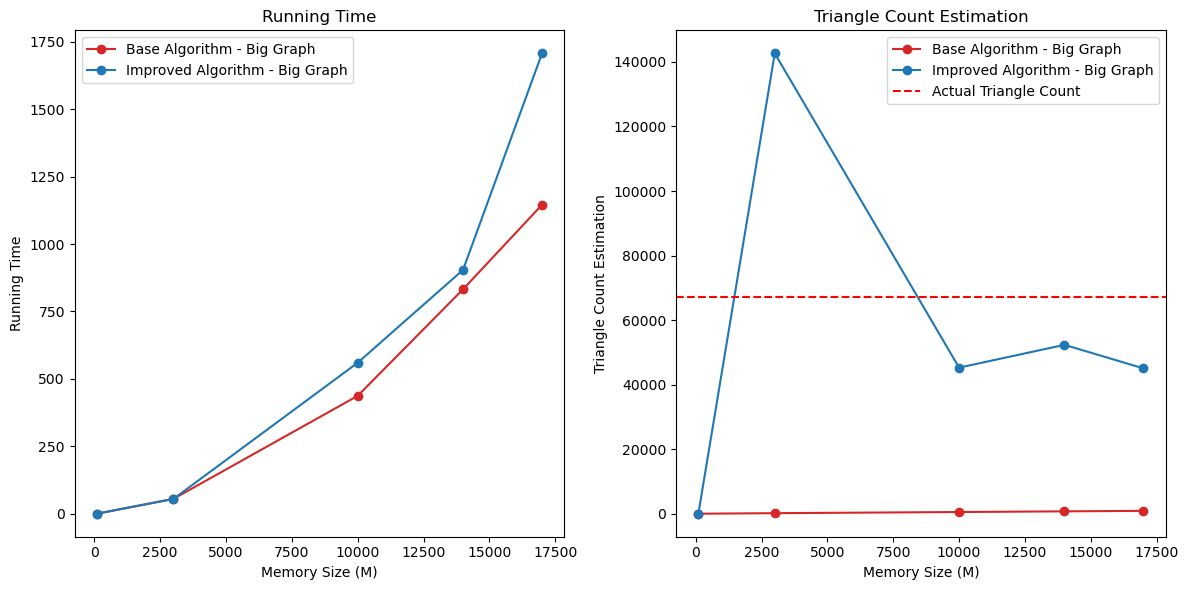 Running Time
Base Algorithm - Big Graph
Improved Algorithm - Big Graph
1750
1500
1250
1000
750
500
250
0
Running Time
0
2500
5000
7500
10000
12500
15000
17500
Memory Size (M)
Triangle Count Estimation
Base Algorithm - Big Graph
Improved Algorithm - Big Graph
Actual Triangle Count
140000
120000
100000
80000
60000
40000
20000
0
Triangle Count Estimation
0
2500
5000
7500
10000
12500
15000
17500
Memory Size (M)